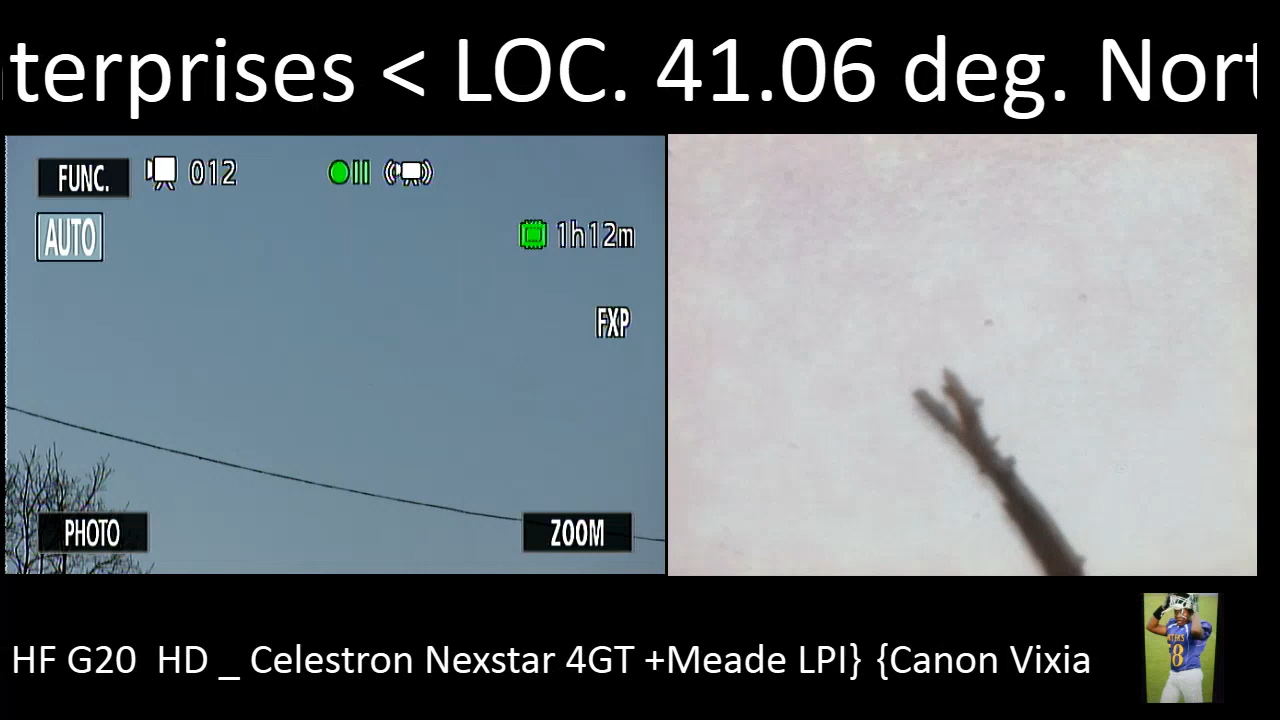 terprises < LOC. 41.06 deg. Nort
FUNC. 012
AUTO
1h12m
FXP
PHOTO ZOOM
HF G20 HD _ Celestron Nexstar 4GT +Meade LPI} {Canon Vixia
8